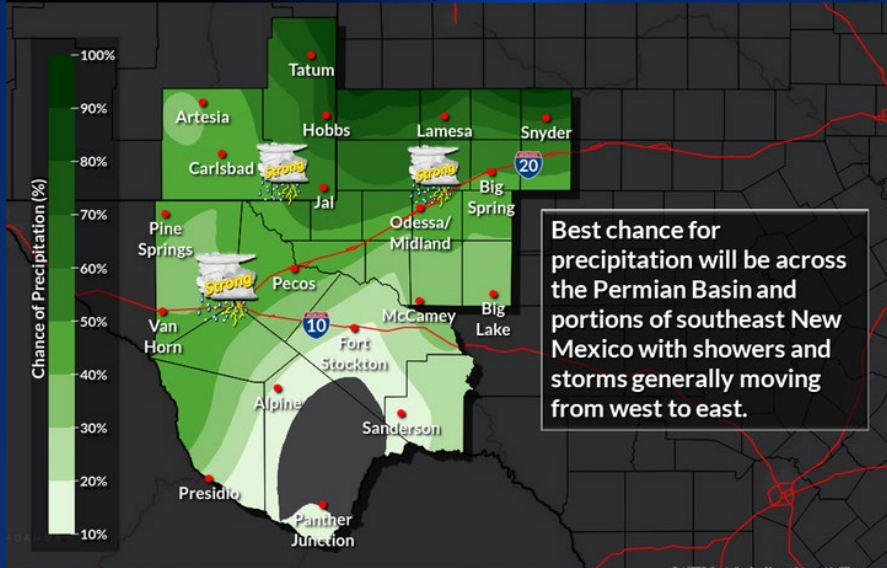 100%
90%
80%
70%
60%
50%
40%
30%
20%
10%
Chance of Precipitation (%)
Tatum
Artesia
Hobbs
Lamesa
Snyder
Carlsbad
Strong
Strong
20
Jal
Big
Spring
Pine
Springs
Odessa/
Midland
Strong
Pecos
Van
Horn
10
McCamey
Big
Lake
Fort
Stockton
Alpine
Sanderson
Presidio
Panther
Junction
Best chance for
precipitation will be across
the Permian Basin and
portions of southeast New
Mexico with showers and
storms generally moving
from west to east.